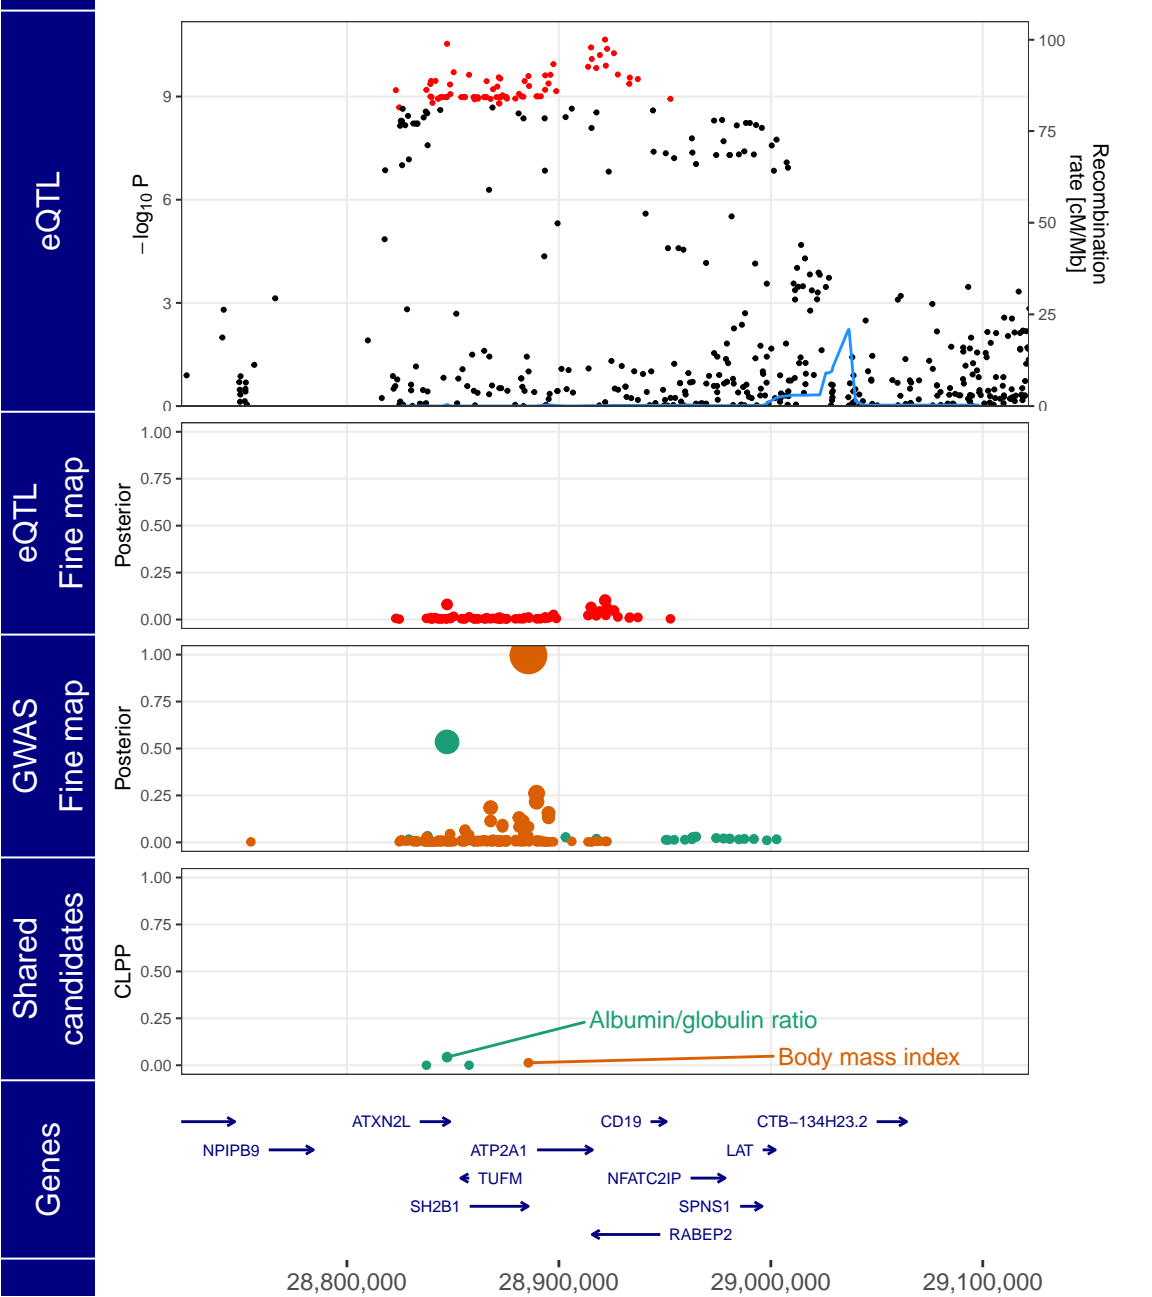 eQTL
−log10 P
9
6
3
0
100
75
50
25
0
Recombination
rate [cM/Mb]
eQTL
Fine map
Posterior
1.00
0.75
0.50
0.25
0.00
GWAS
Fine map
Posterior
1.00
0.75
0.50
0.25
0.00
Shared
candidates
CLPP
1.00
0.75
0.50
0.25
0.00
Albumin/globulin ratio
Body mass index
Genes
ATXN2L
CD19
CTB−134H23.2
NPIPB9
ATP2A1
LAT
TUFM
NFATC2IP
SH2B1
SPNS1
RABEP2
28,800,000
28,900,000
29,000,000
29,100,000